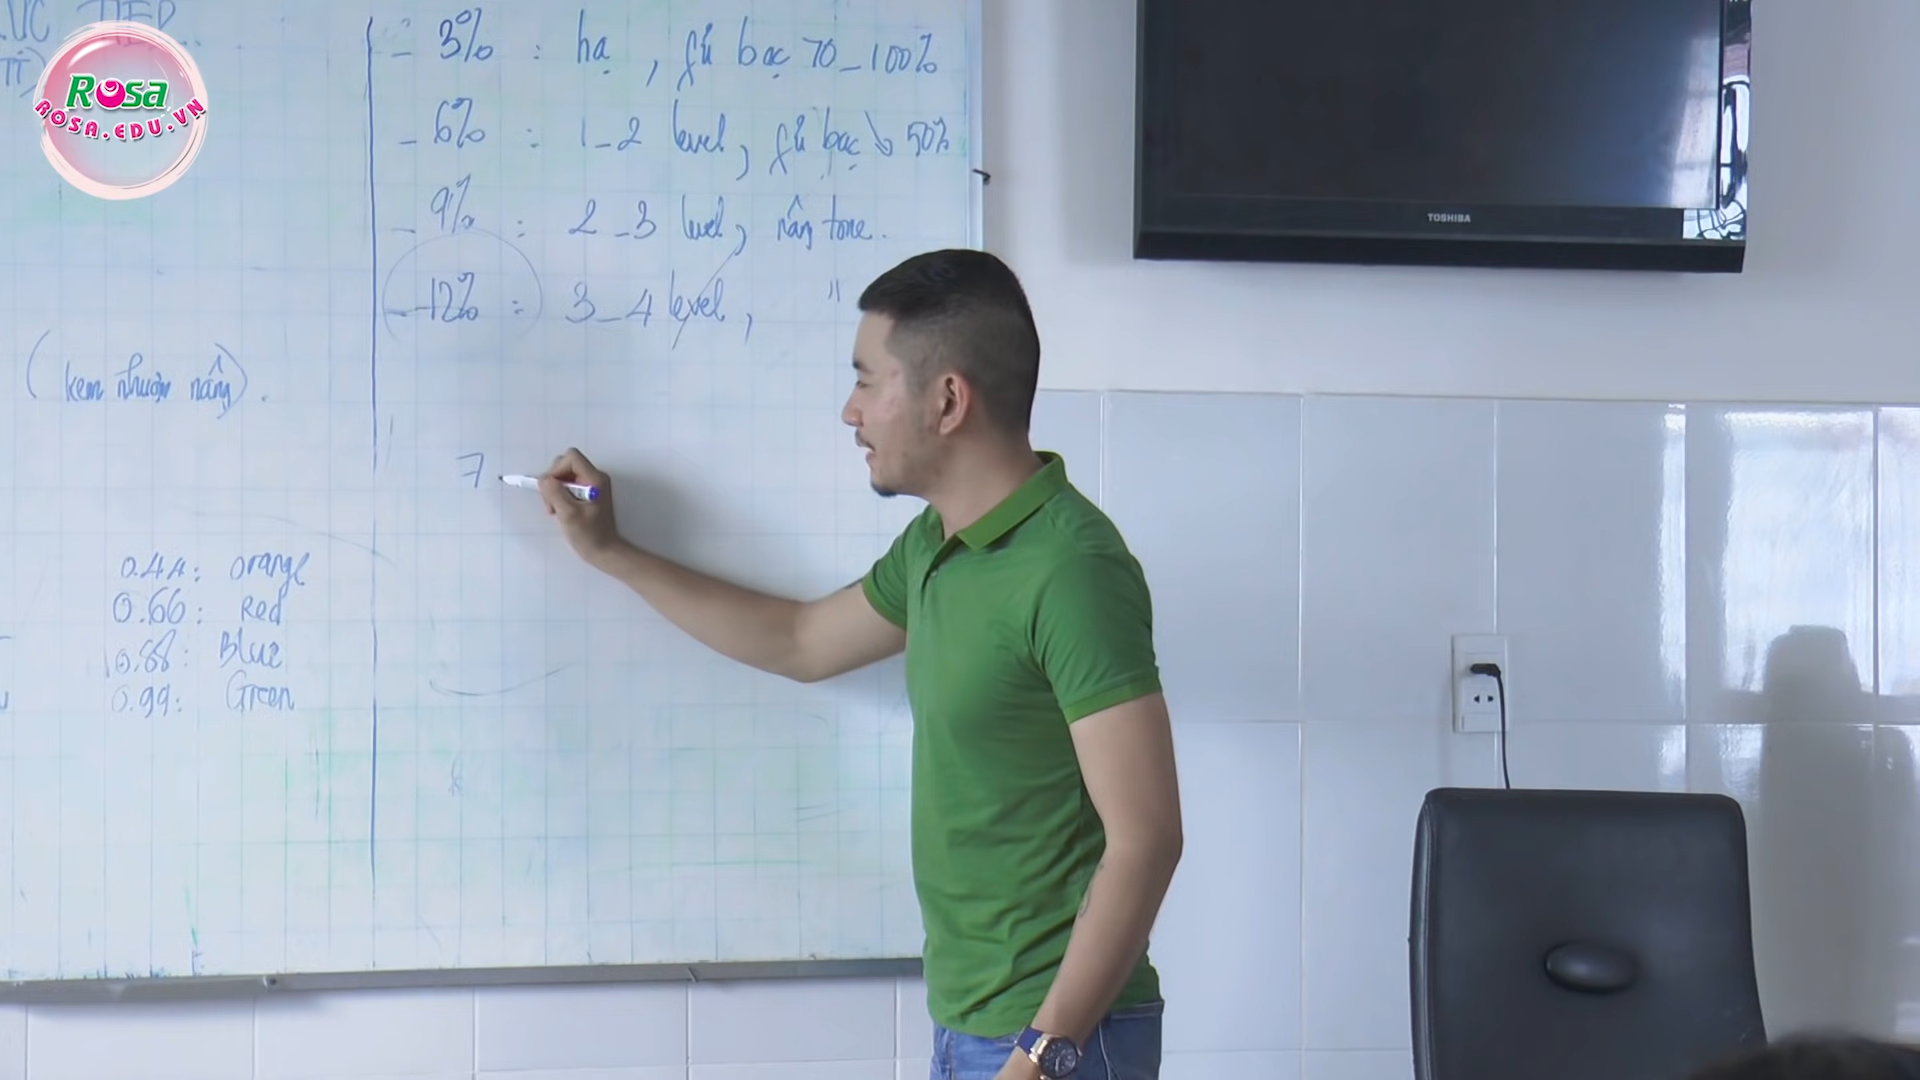 Rosa
ROSA.EDU.VN
- 3% : hạ , fủ bạc 70_100%
- 6% : 1_2 level, fủ bạc ↘ 50%
- 9% : 2_3 level, nâng tone.
- 12% : 3_4 level, "
(kem nhuộm nâng).
7
0.44: orange
0.66: Red
0.88: Blue
0.99: Green
TOSHIBA